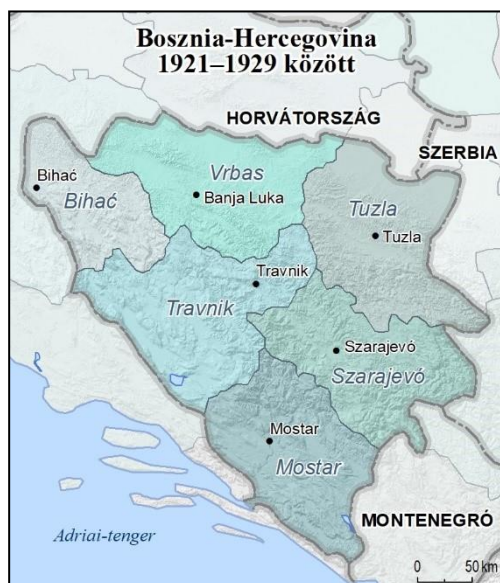 Bosznia-Hercegovina
1921–1929 között
HORVÁTORSZÁG
SZERBIA
Bihać
Bihać
Vrbas
Banja Luka
Tuzla
Tuzla
Travnik
Travnik
Szarajevó
Szarajevó
Mostar
Mostar
MONTENEGRÓ
Adriai-tenger
0 50 km